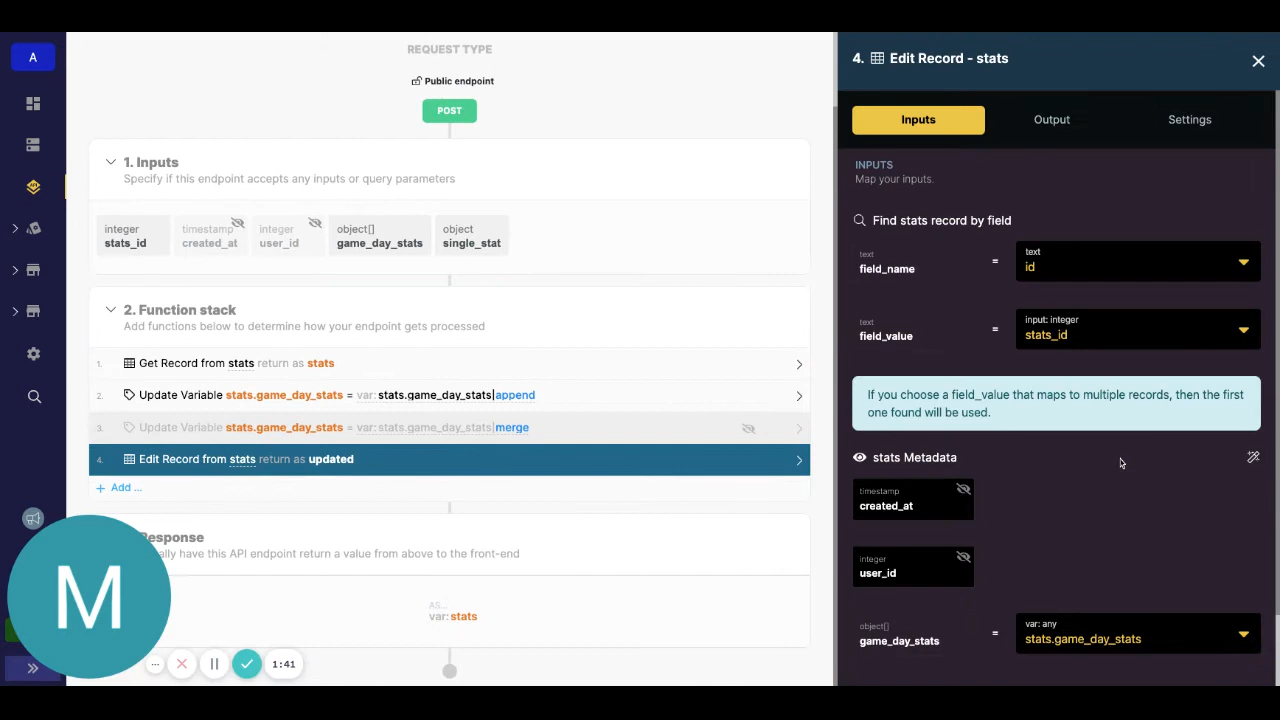 A
REQUEST TYPE
Public endpoint
POST
1. Inputs
Specify if this endpoint accepts any inputs or query parameters
integer
stats_id
timestamp
created_at
integer
user_id
object[]
game_day_stats
object
single_stat
2. Function stack
Add functions below to determine how your endpoint gets processed
1. Get Record from stats return as stats
2. Update Variable stats.game_day_stats = var:stats.game_day_stats|append
3. Update Variable stats.game_day_stats = var:stats.game_day_stats|merge
4. Edit Record from stats return as updated
+ Add ...
Response
ally have this API endpoint return a value from above to the front-end
AS...
var: stats
M
1:41
4. Edit Record - stats
Inputs
Output
Settings
INPUTS
Map your inputs.
Find stats record by field
text
field_name
=
text
id
text
field_value
=
input: integer
stats_id
If you choose a field_value that maps to multiple records, then the first
one found will be used.
stats Metadata
timestamp
created_at
integer
user_id
object[]
game_day_stats
=
var: any
stats.game_day_stats